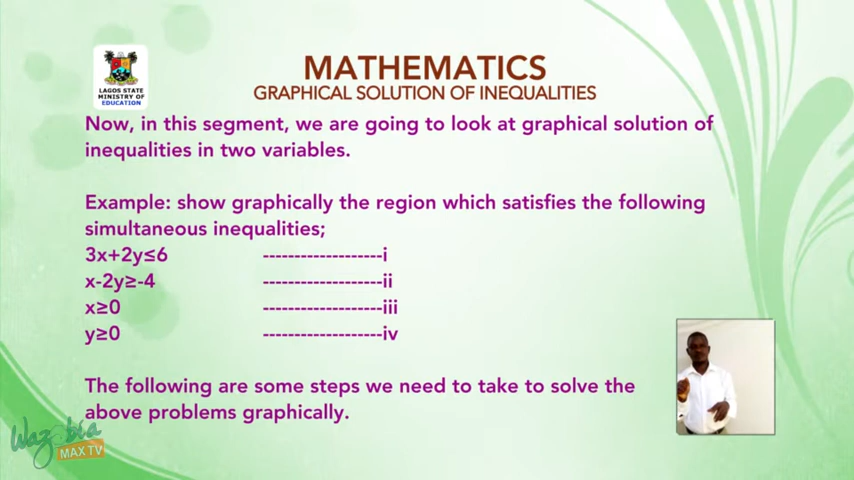 LAGOS STATE
MINISTRY OF
EDUCATION
MATHEMATICS
GRAPHICAL SOLUTION OF INEQUALITIES
Now, in this segment, we are going to look at graphical solution of
inequalities in two variables.
Example: show graphically the region which satisfies the following
simultaneous inequalities;
3x+2y≤6 -------------------i
x-2y≥-4 -------------------ii
x≥0 -------------------iii
y≥0 -------------------iv
The following are some steps we need to take to solve the
above problems graphically.
Wazobia
MAX TV